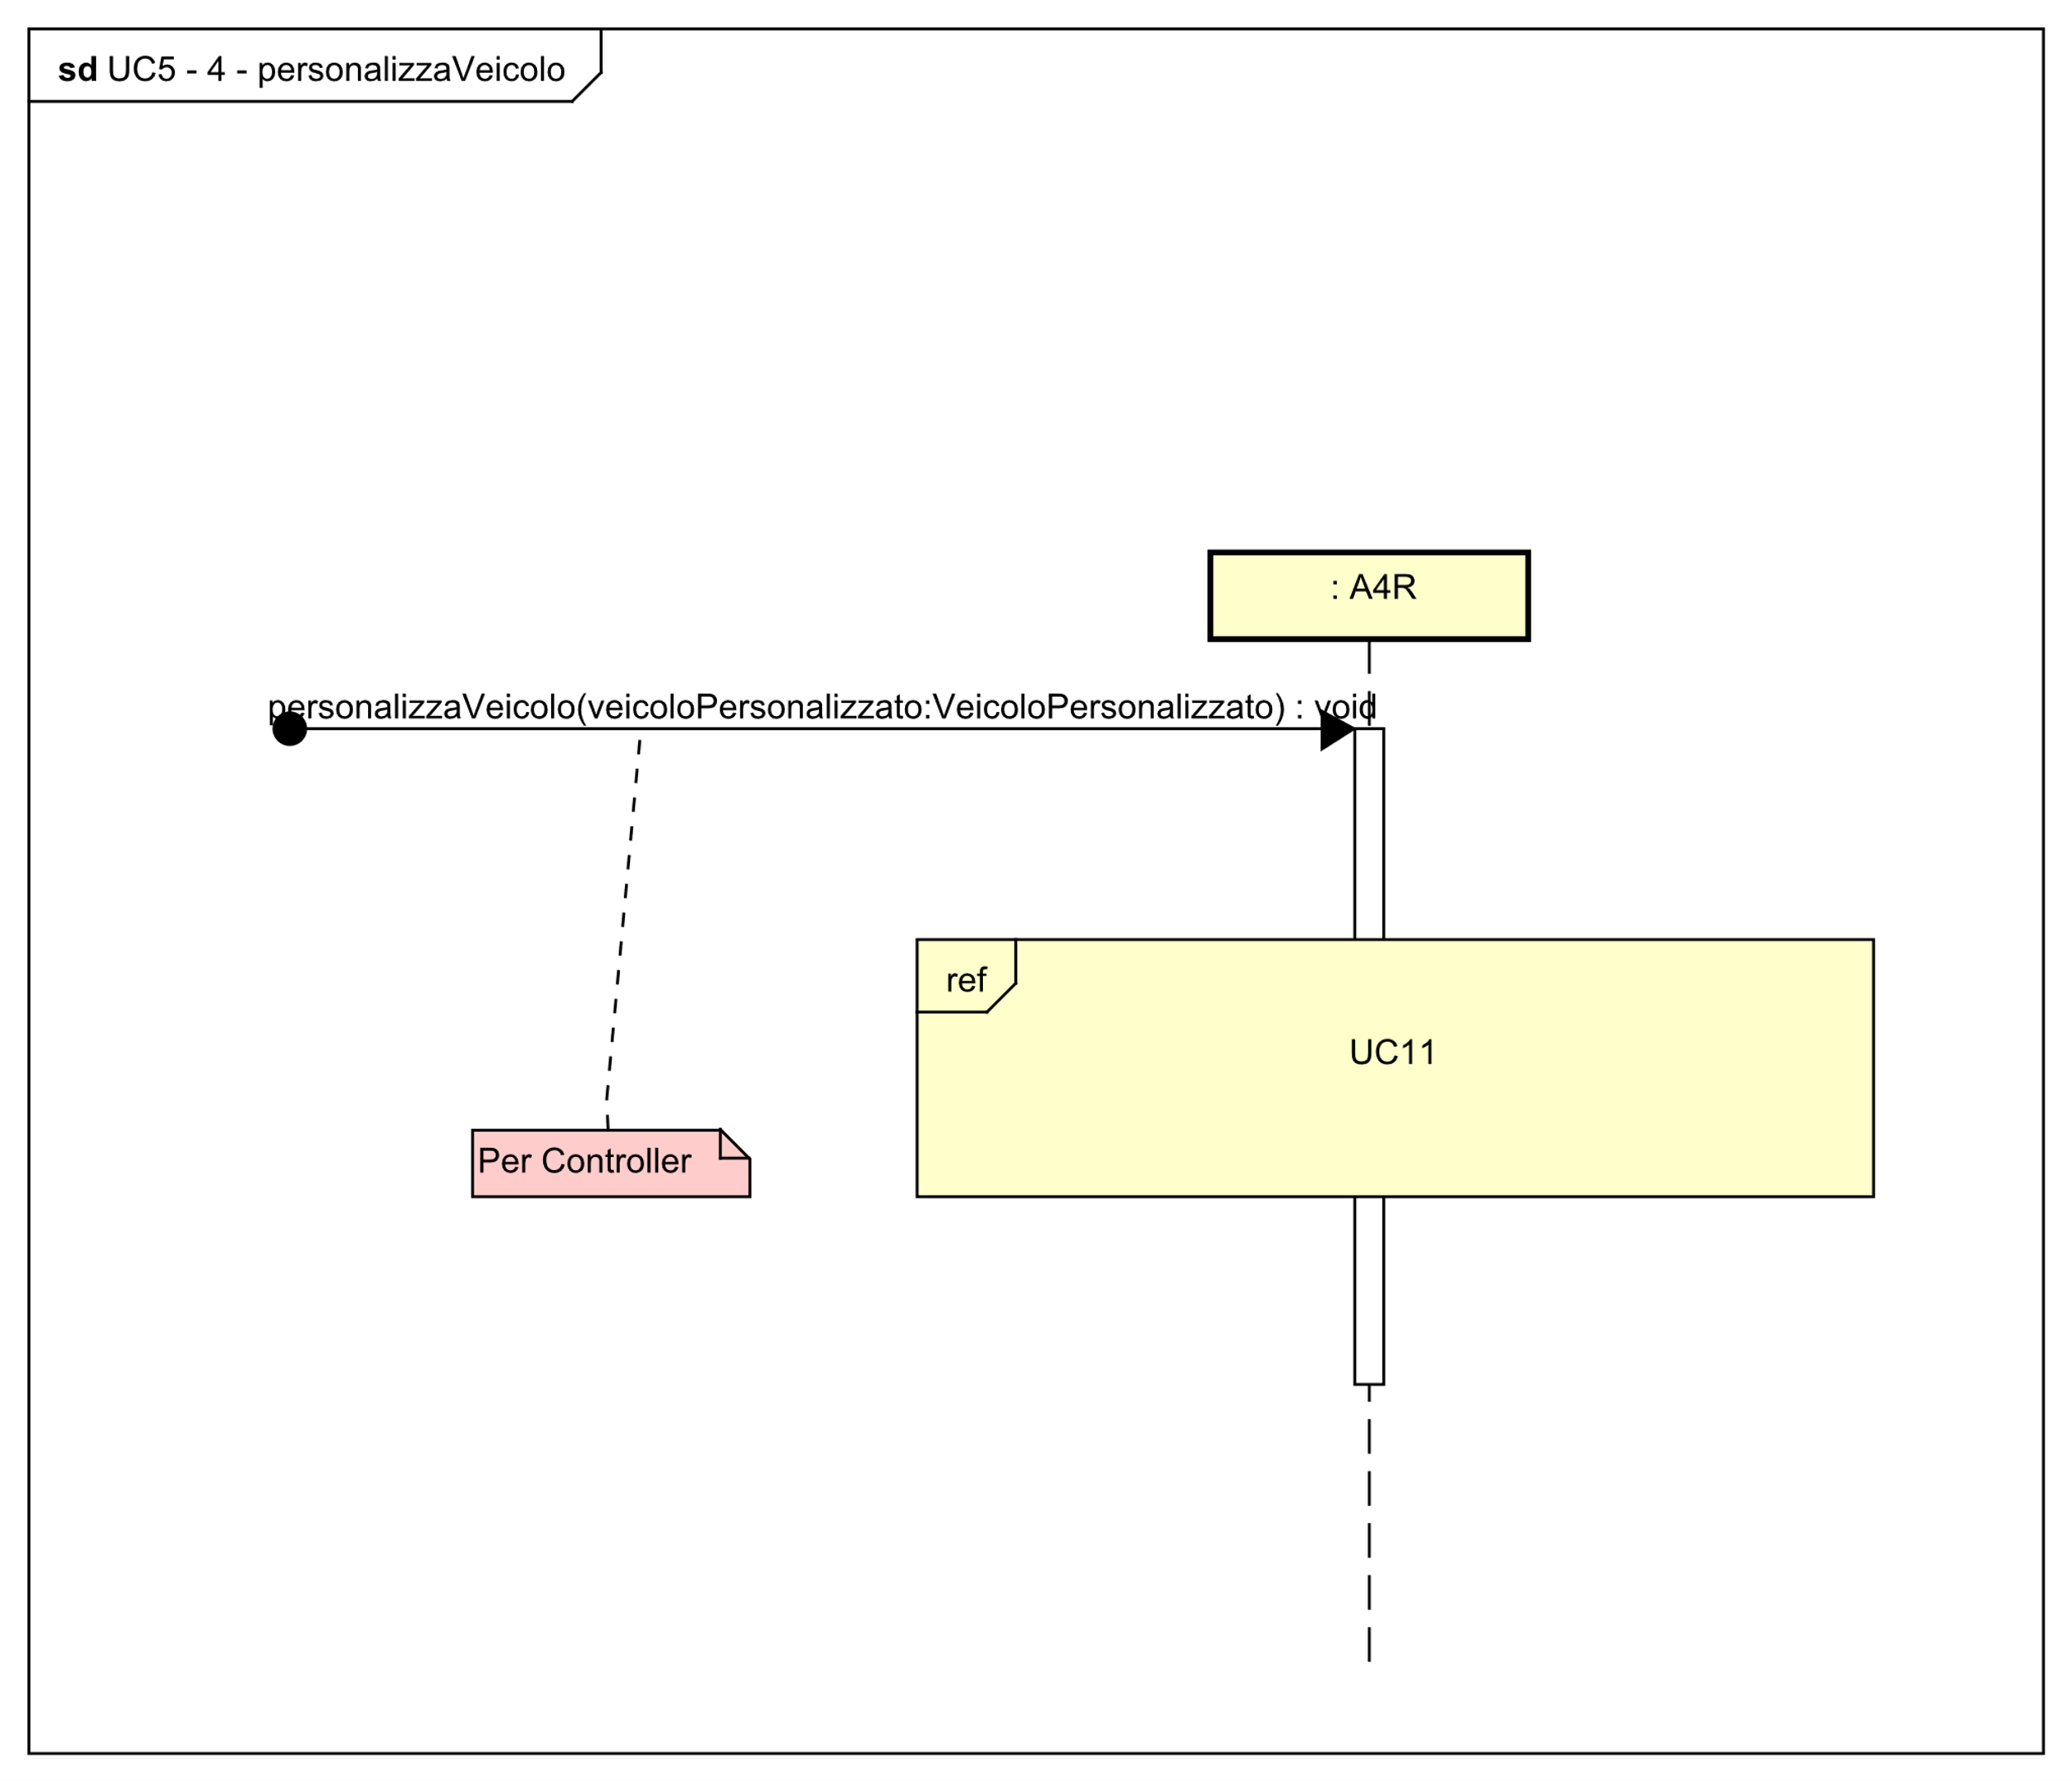 sd UC5 - 4 - personalizzaVeicolo
: A4R
personalizzaVeicolo(veicoloPersonalizzato:VeicoloPersonalizzato) : void
ref
UC11
Per Controller